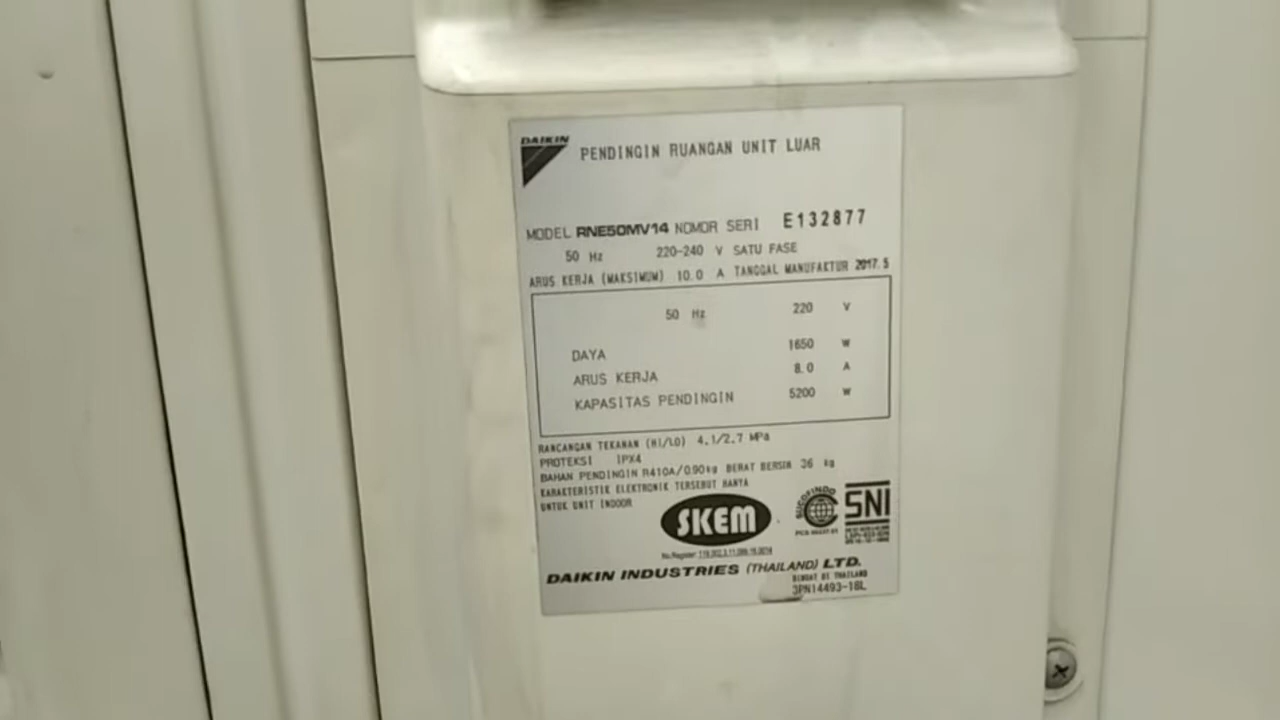 DAIKIN
PENDINGIN RUANGAN UNIT LUAR
MODEL RNE50MV14 NOMOR SERI E132877
50 Hz 220-240 V SATU FASE
ARUS KERJA (MAKSIMUM) 10.0 A TANGGAL MANUFAKTUR 2017.5
50 Hz 220 V
DAYA 1650 W
ARUS KERJA 8.0 A
KAPASITAS PENDINGIN 5200 W
RANCANGAN TEKANAN (HI/LO) 4.1/2.7 MPa
PROTEKSI IPX4
BAHAN PENDINGIN R410A/0.90kg BERAT BERSIH 36 kg
KARAKTERISTIK ELEKTRONIK TERSEBUT HANYA
UNTUK UNIT INDOOR
SKEM
SUCOFINDO
SNI
No.Register
DAIKIN INDUSTRIES (THAILAND) LTD.
DIBUAT DI THAILAND
3PN14493-18L